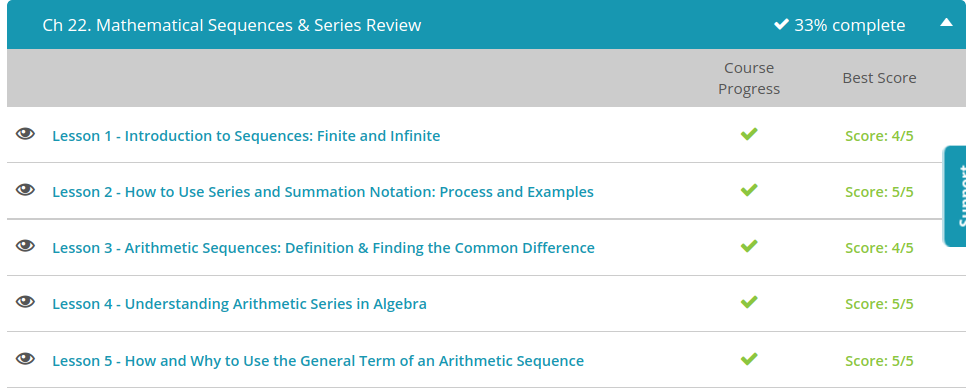 Ch 22. Mathematical Sequences & Series Review
33% complete
Course
Progress
Best Score
Lesson 1 - Introduction to Sequences: Finite and Infinite
Score: 4/5
Lesson 2 - How to Use Series and Summation Notation: Process and Examples
Score: 5/5
Support
Lesson 3 - Arithmetic Sequences: Definition & Finding the Common Difference
Score: 4/5
Lesson 4 - Understanding Arithmetic Series in Algebra
Score: 5/5
Lesson 5 - How and Why to Use the General Term of an Arithmetic Sequence
Score: 5/5